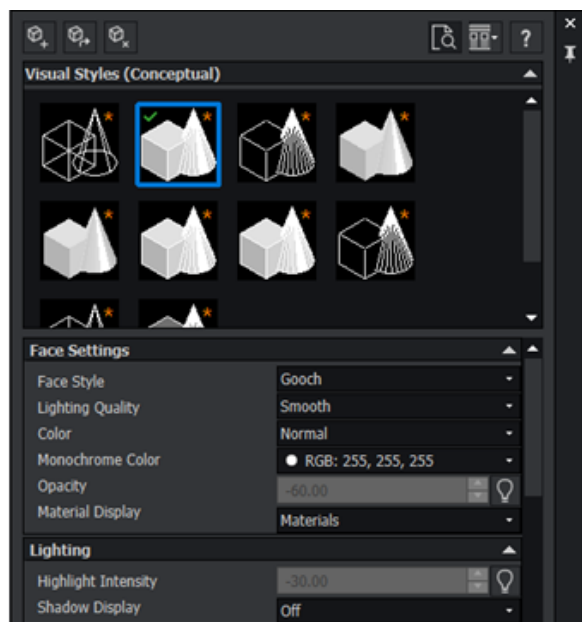 ?
Visual Styles (Conceptual)
Face Settings
Face Style Gooch
Lighting Quality Smooth
Color Normal
Monochrome Color RGB: 255, 255, 255
Opacity -60.00
Material Display Materials
Lighting
Highlight Intensity -30.00
Shadow Display Off